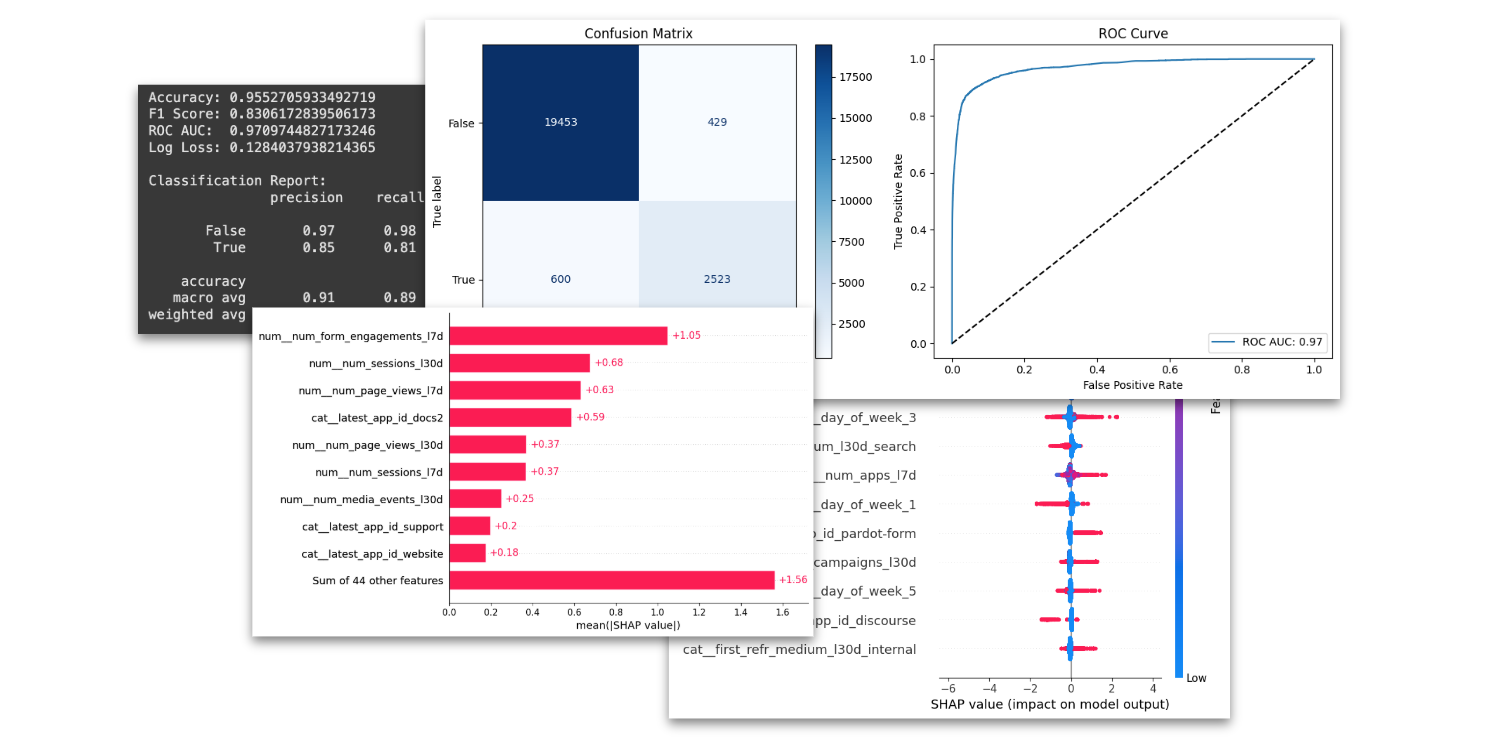 Accuracy: 0.9552705933492719
F1 Score: 0.8306172839506173
ROC AUC:  0.9709744827173246
Log Loss: 0.1284037938214365
Classification Report:
precision    recall
False    0.97    0.98
True    0.85    0.81
accuracy
macro avg    0.91    0.89
weighted avg
Confusion Matrix
True label
False
True
19453
429
600
2523
17500
15000
12500
10000
7500
5000
2500
ROC Curve
True Positive Rate
1.0
0.8
0.6
0.4
0.2
0.0
0.0 0.2 0.4 0.6 0.8 1.0
False Positive Rate
ROC AUC: 0.97
num__num_form_engagements_l7d +1.05
num__num_sessions_l30d +0.68
num__num_page_views_l7d +0.63
cat__latest_app_id_docs2 +0.59
num__num_page_views_l30d +0.37
num__num_sessions_l7d +0.37
num__num_media_events_l30d +0.25
cat__latest_app_id_support +0.2
cat__latest_app_id_website +0.18
Sum of 44 other features +1.56
0.0 0.2 0.4 0.6 0.8 1.0 1.2 1.4 1.6
mean(|SHAP value|)
_day_of_week_3
um_l30d_search
_num_apps_l7d
_day_of_week_1
_id_pardot-form
campaigns_l30d
_day_of_week_5
pp_id_discourse
cat__first_refr_medium_l30d_internal
−6 −4 −2 0 2 4
SHAP value (impact on model output)
Fea
Low